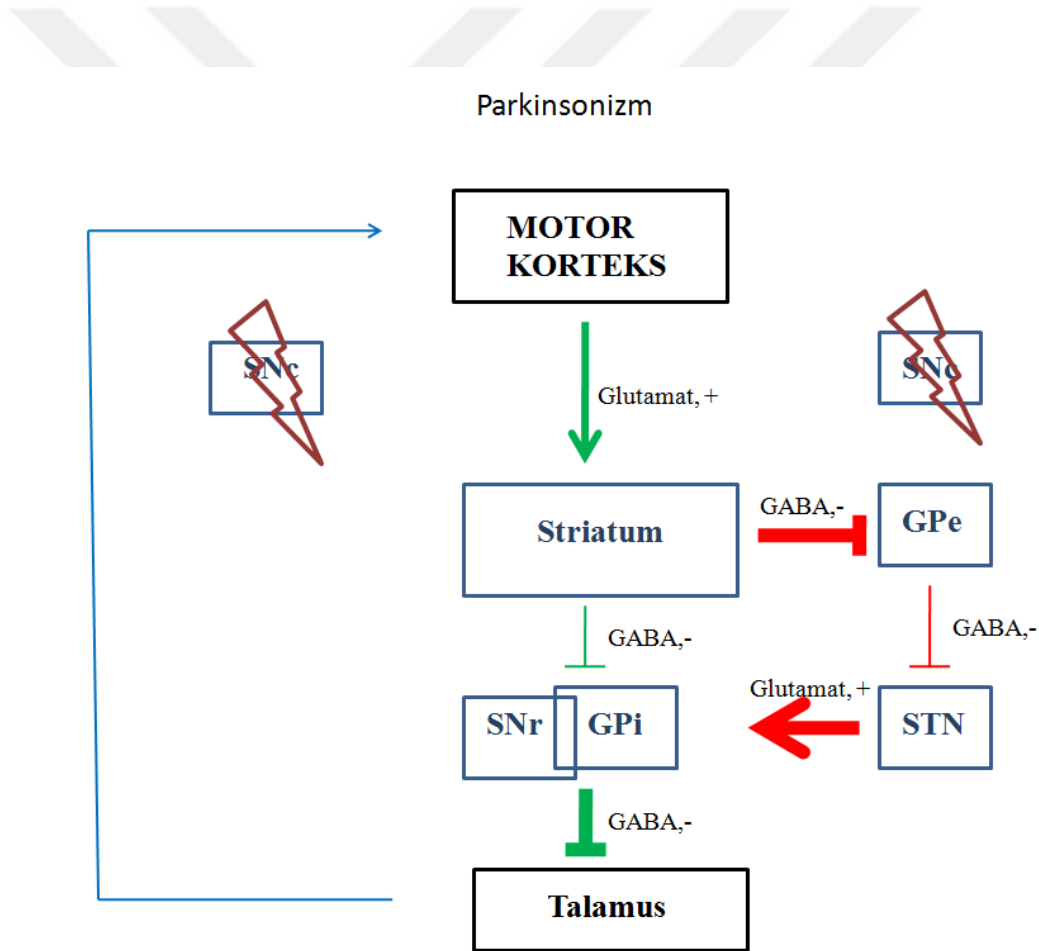 Parkinsonizm
MOTOR
KORTEKS
SNc
SNc
Glutamat, +
Striatum
GABA,-
GPe
GABA,-
GABA,-
Glutamat, +
SNr
GPi
STN
GABA,-
Talamus